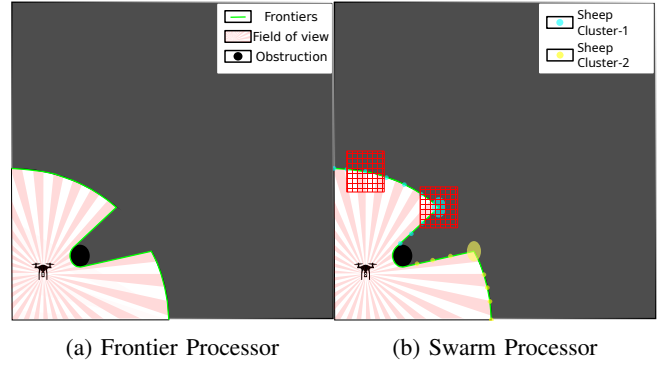 Frontiers
Field of view
Obstruction
Sheep
Cluster-1
Sheep
Cluster-2
(a) Frontier Processor
(b) Swarm Processor